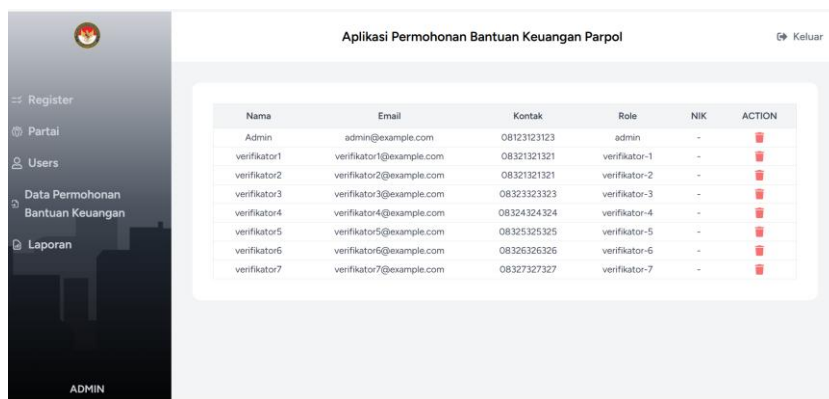 Aplikasi Permohonan Bantuan Keuangan Parpol
Keluar
Register
Partai
Users
Data Permohonan
Bantuan Keuangan
Laporan
ADMIN
Nama Email Kontak Role NIK ACTION
Admin admin@example.com 08123123123 admin -
verifikator1 verifikator1@example.com 08321321321 verifikator-1 -
verifikator2 verifikator2@example.com 08321321321 verifikator-2 -
verifikator3 verifikator3@example.com 08323323323 verifikator-3 -
verifikator4 verifikator4@example.com 08324324324 verifikator-4 -
verifikator5 verifikator5@example.com 08325325325 verifikator-5 -
verifikator6 verifikator6@example.com 08326326326 verifikator-6 -
verifikator7 verifikator7@example.com 08327327327 verifikator-7 -